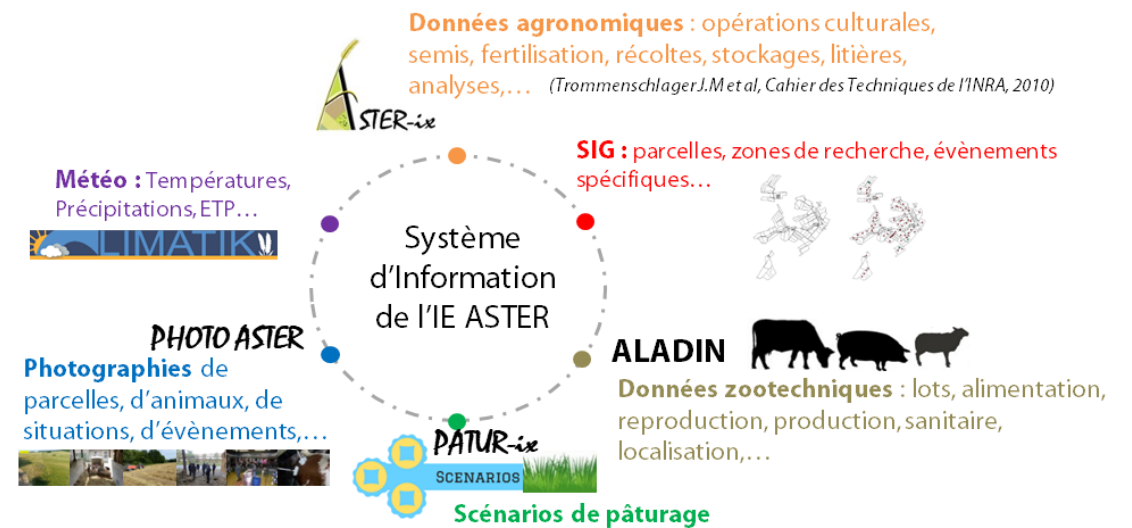 Données agronomiques : opérations culturales,
semis, fertilisation, récoltes, stockages, litières,
analyses,... (Trommenschlager J.M et al, Cahier des Techniques de l'INRA, 2010)
ASTER-ix
SIG : parcelles, zones de recherche, évènements
spécifiques...
Météo : Températures,
Précipitations, ETP...
LIMATIK
Système
d'Information
de l'IE ASTER
PHOTO ASTER
Photographies de
parcelles, d'animaux, de
situations, d'évènements,...
ALADIN
Données zootechniques : lots, alimentation,
reproduction, production, sanitaire,
localisation,...
PATUR-ix
SCENARIOS
Scénarios de pâturage